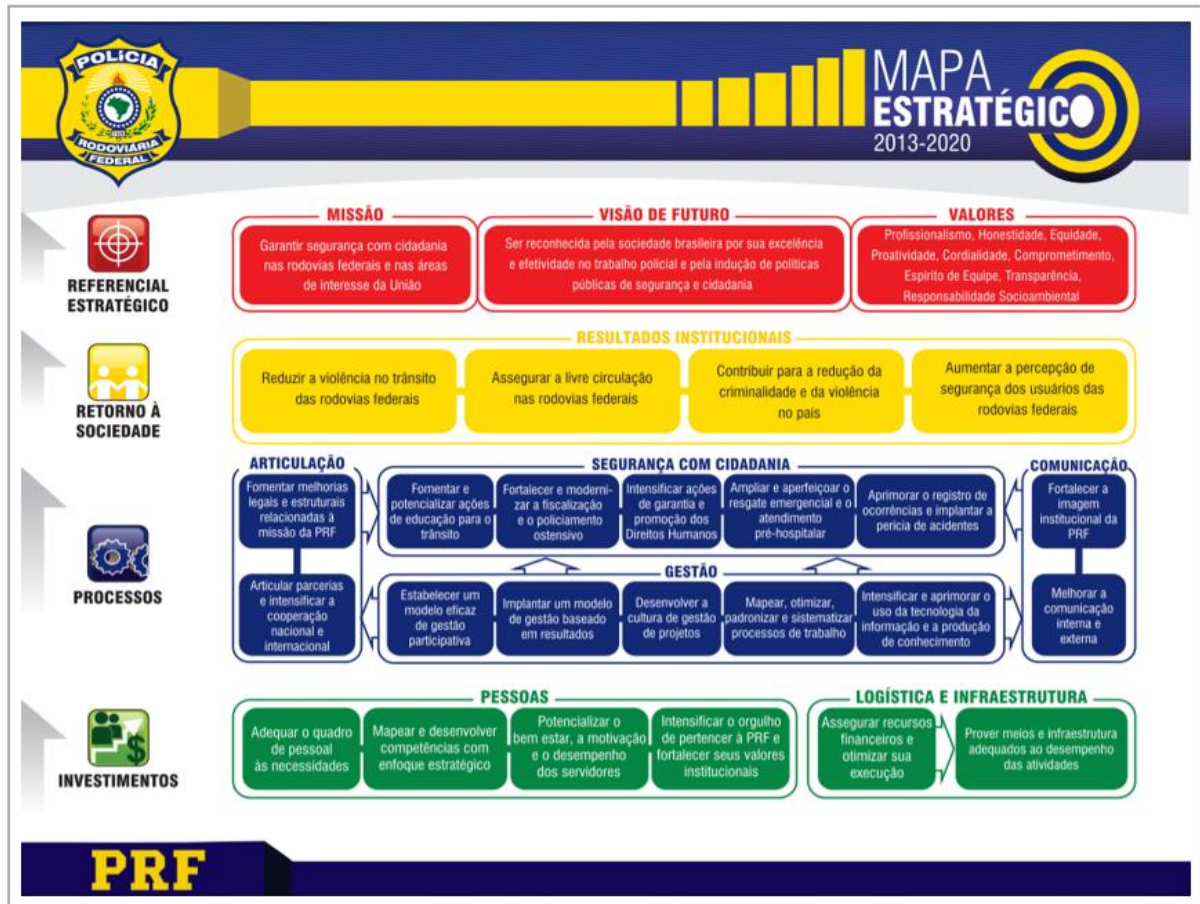 POLÍCIA
RODOVIÁRIA
FEDERAL
MAPA
ESTRATÉGICO
2013-2020
REFERENCIAL
ESTRATÉGICO
MISSÃO
Garantir segurança com cidadania
nas rodovias federais e nas áreas
de interesse da União
VISÃO DE FUTURO
Ser reconhecida pela sociedade brasileira por sua excelência
e efetividade no trabalho policial e pela indução de políticas
públicas de segurança e cidadania
VALORES
Profissionalismo, Honestidade, Equidade,
Proatividade, Cordialidade, Comprometimento,
Espírito de Equipe, Transparência,
Responsabilidade Socioambiental
RETORNO À
SOCIEDADE
RESULTADOS INSTITUCIONAIS
Reduzir a violência no trânsito
das rodovias federais
Assegurar a livre circulação
nas rodovias federais
Contribuir para a redução da
criminalidade e da violência
no país
Aumentar a percepção de
segurança dos usuários das
rodovias federais
PROCESSOS
ARTICULAÇÃO
Fomentar melhorias
legais e estruturais
relacionadas à
missão da PRF
Articular parcerias
e intensificar a
cooperação
nacional e
internacional
SEGURANÇA COM CIDADANIA
Fomentar e
potencializar ações
de educação para o
trânsito
Fortalecer e moderni-
zar a fiscalização
e o policiamento
ostensivo
Intensificar ações
de garantia e
promoção dos
Direitos Humanos
Ampliar e aperfeiçoar o
resgate emergencial e o
atendimento
pré-hospitalar
Aprimorar o registro de
ocorrências e implantar a
perícia de acidentes
GESTÃO
Estabelecer um
modelo eficaz
de gestão
participativa
Implantar um modelo
de gestão baseado
em resultados
Desenvolver a
cultura de gestão
de projetos
Mapear, otimizar,
padronizar e sistematizar
processos de trabalho
Intensificar e aprimorar o
uso da tecnologia da
informação e a produção
de conhecimento
COMUNICAÇÃO
Fortalecer a
imagem
institucional da
PRF
Melhorar a
comunicação
interna e
externa
INVESTIMENTOS
PESSOAS
Adequar o quadro
de pessoal
às necessidades
Mapear e desenvolver
competências com
enfoque estratégico
Potencializar o
bem estar, a motivação
e o desempenho
dos servidores
Intensificar o orgulho
de pertencer à PRF e
fortalecer seus valores
institucionais
LOGÍSTICA E INFRAESTRUTURA
Assegurar recursos
financeiros e
otimizar sua
execução
Prover meios e infraestrutura
adequados ao desempenho
das atividades
PRF